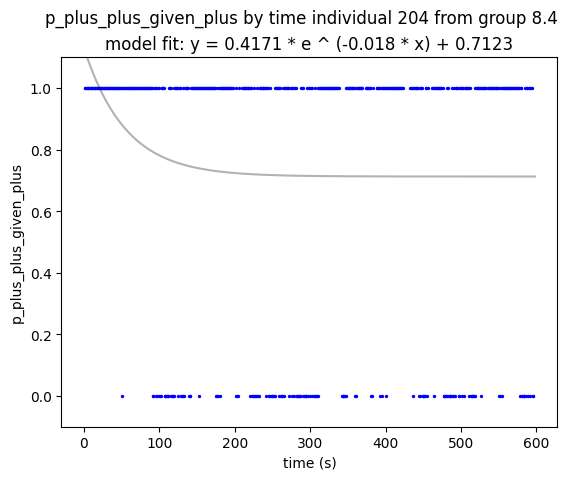 p_plus_plus_given_plus by time individual 204 from group 8.4
model fit: y = 0.4171 * e ^ (-0.018 * x) + 0.7123
1.0
0.8
0.6
0.4
0.2
0.0
p_plus_plus_given_plus
0 100 200 300 400 500 600
time (s)